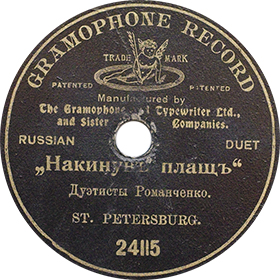 GRAMOPHONE RECORD
TRADE MARK
PATENTED PATENTED
Manufactured by
The Gramophone Typewriter Ltd.,
and Sister Companies.
RUSSIAN DUET
„Накинувъ плащъ“
Дуэтисты Романченко.
ST. PETERSBURG.
24115